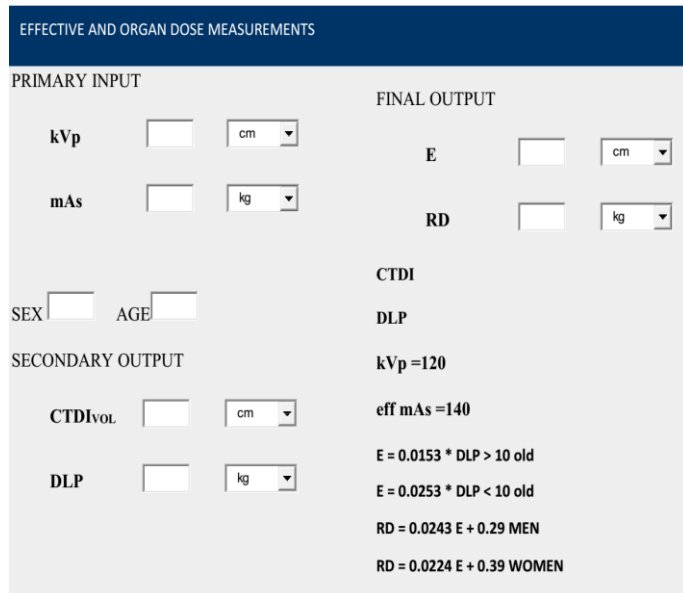 EFFECTIVE AND ORGAN DOSE MEASUREMENTS
PRIMARY INPUT
kVp cm
mAs kg
SEX AGE
SECONDARY OUTPUT
CTDIVOL cm
DLP kg
FINAL OUTPUT
E cm
RD kg
CTDI
DLP
kVp =120
eff mAs =140
E = 0.0153 * DLP > 10 old
E = 0.0253 * DLP < 10 old
RD = 0.0243 E + 0.29 MEN
RD = 0.0224 E + 0.39 WOMEN